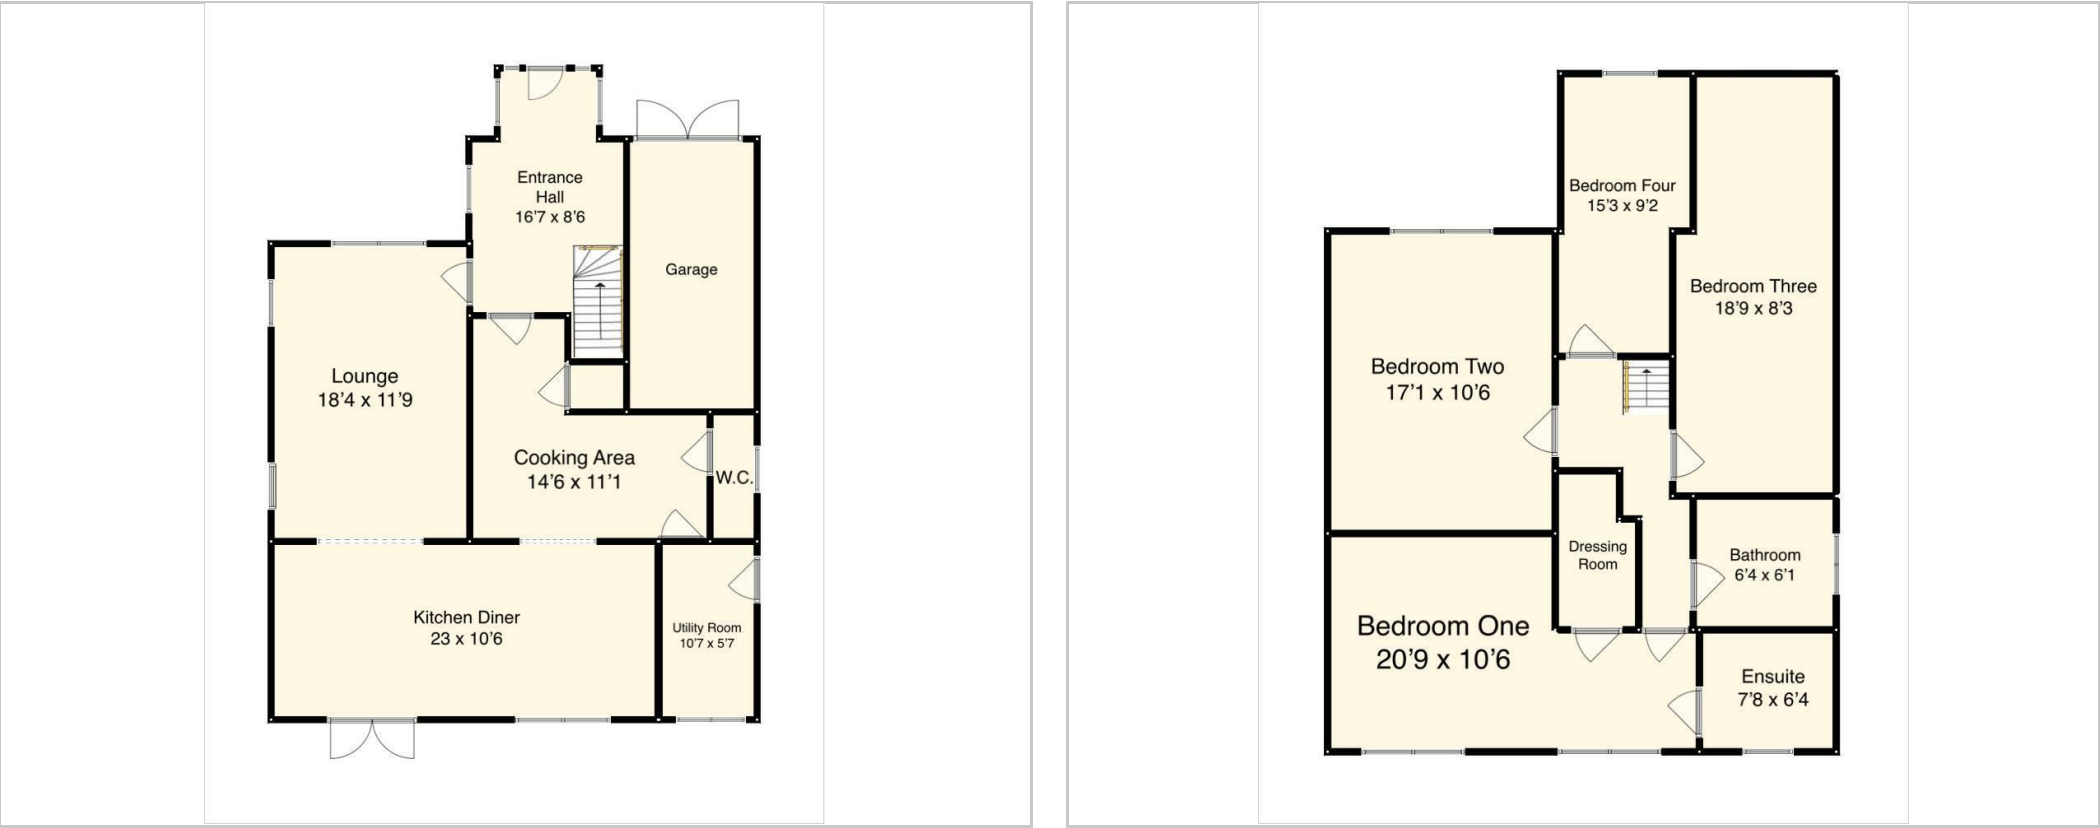 Entrance
Hall
16'7 x 8'6
Garage
Lounge
18'4 x 11'9
Cooking Area
14'6 x 11'1
W.C.
Kitchen Diner
23 x 10'6
Utility Room
10'7 x 5'7
Bedroom Four
15'3 x 9'2
Bedroom Three
18'9 x 8'3
Bedroom Two
17'1 x 10'6
Dressing
Room
Bathroom
6'4 x 6'1
Bedroom One
20'9 x 10'6
Ensuite
7'8 x 6'4